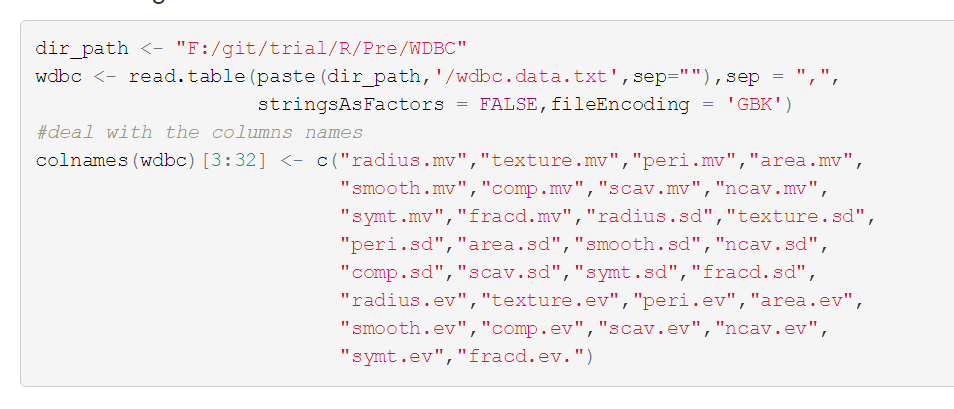 dir_path <- "F:/git/trial/R/Pre/WDBC"
wdbc <- read.table(paste(dir_path,'/wdbc.data.txt',sep=""),sep = ",",
stringsAsFactors = FALSE,fileEncoding = 'GBK')
#deal with the columns names
colnames(wdbc)[3:32] <- c("radius.mv","texture.mv","peri.mv","area.mv",
"smooth.mv","comp.mv","scav.mv","ncav.mv",
"symt.mv","fracd.mv","radius.sd","texture.sd",
"peri.sd","area.sd","smooth.sd","ncav.sd",
"comp.sd","scav.sd","symt.sd","fracd.sd",
"radius.ev","texture.ev","peri.ev","area.ev",
"smooth.ev","comp.ev","scav.ev","ncav.ev",
"symt.ev","fracd.ev.")